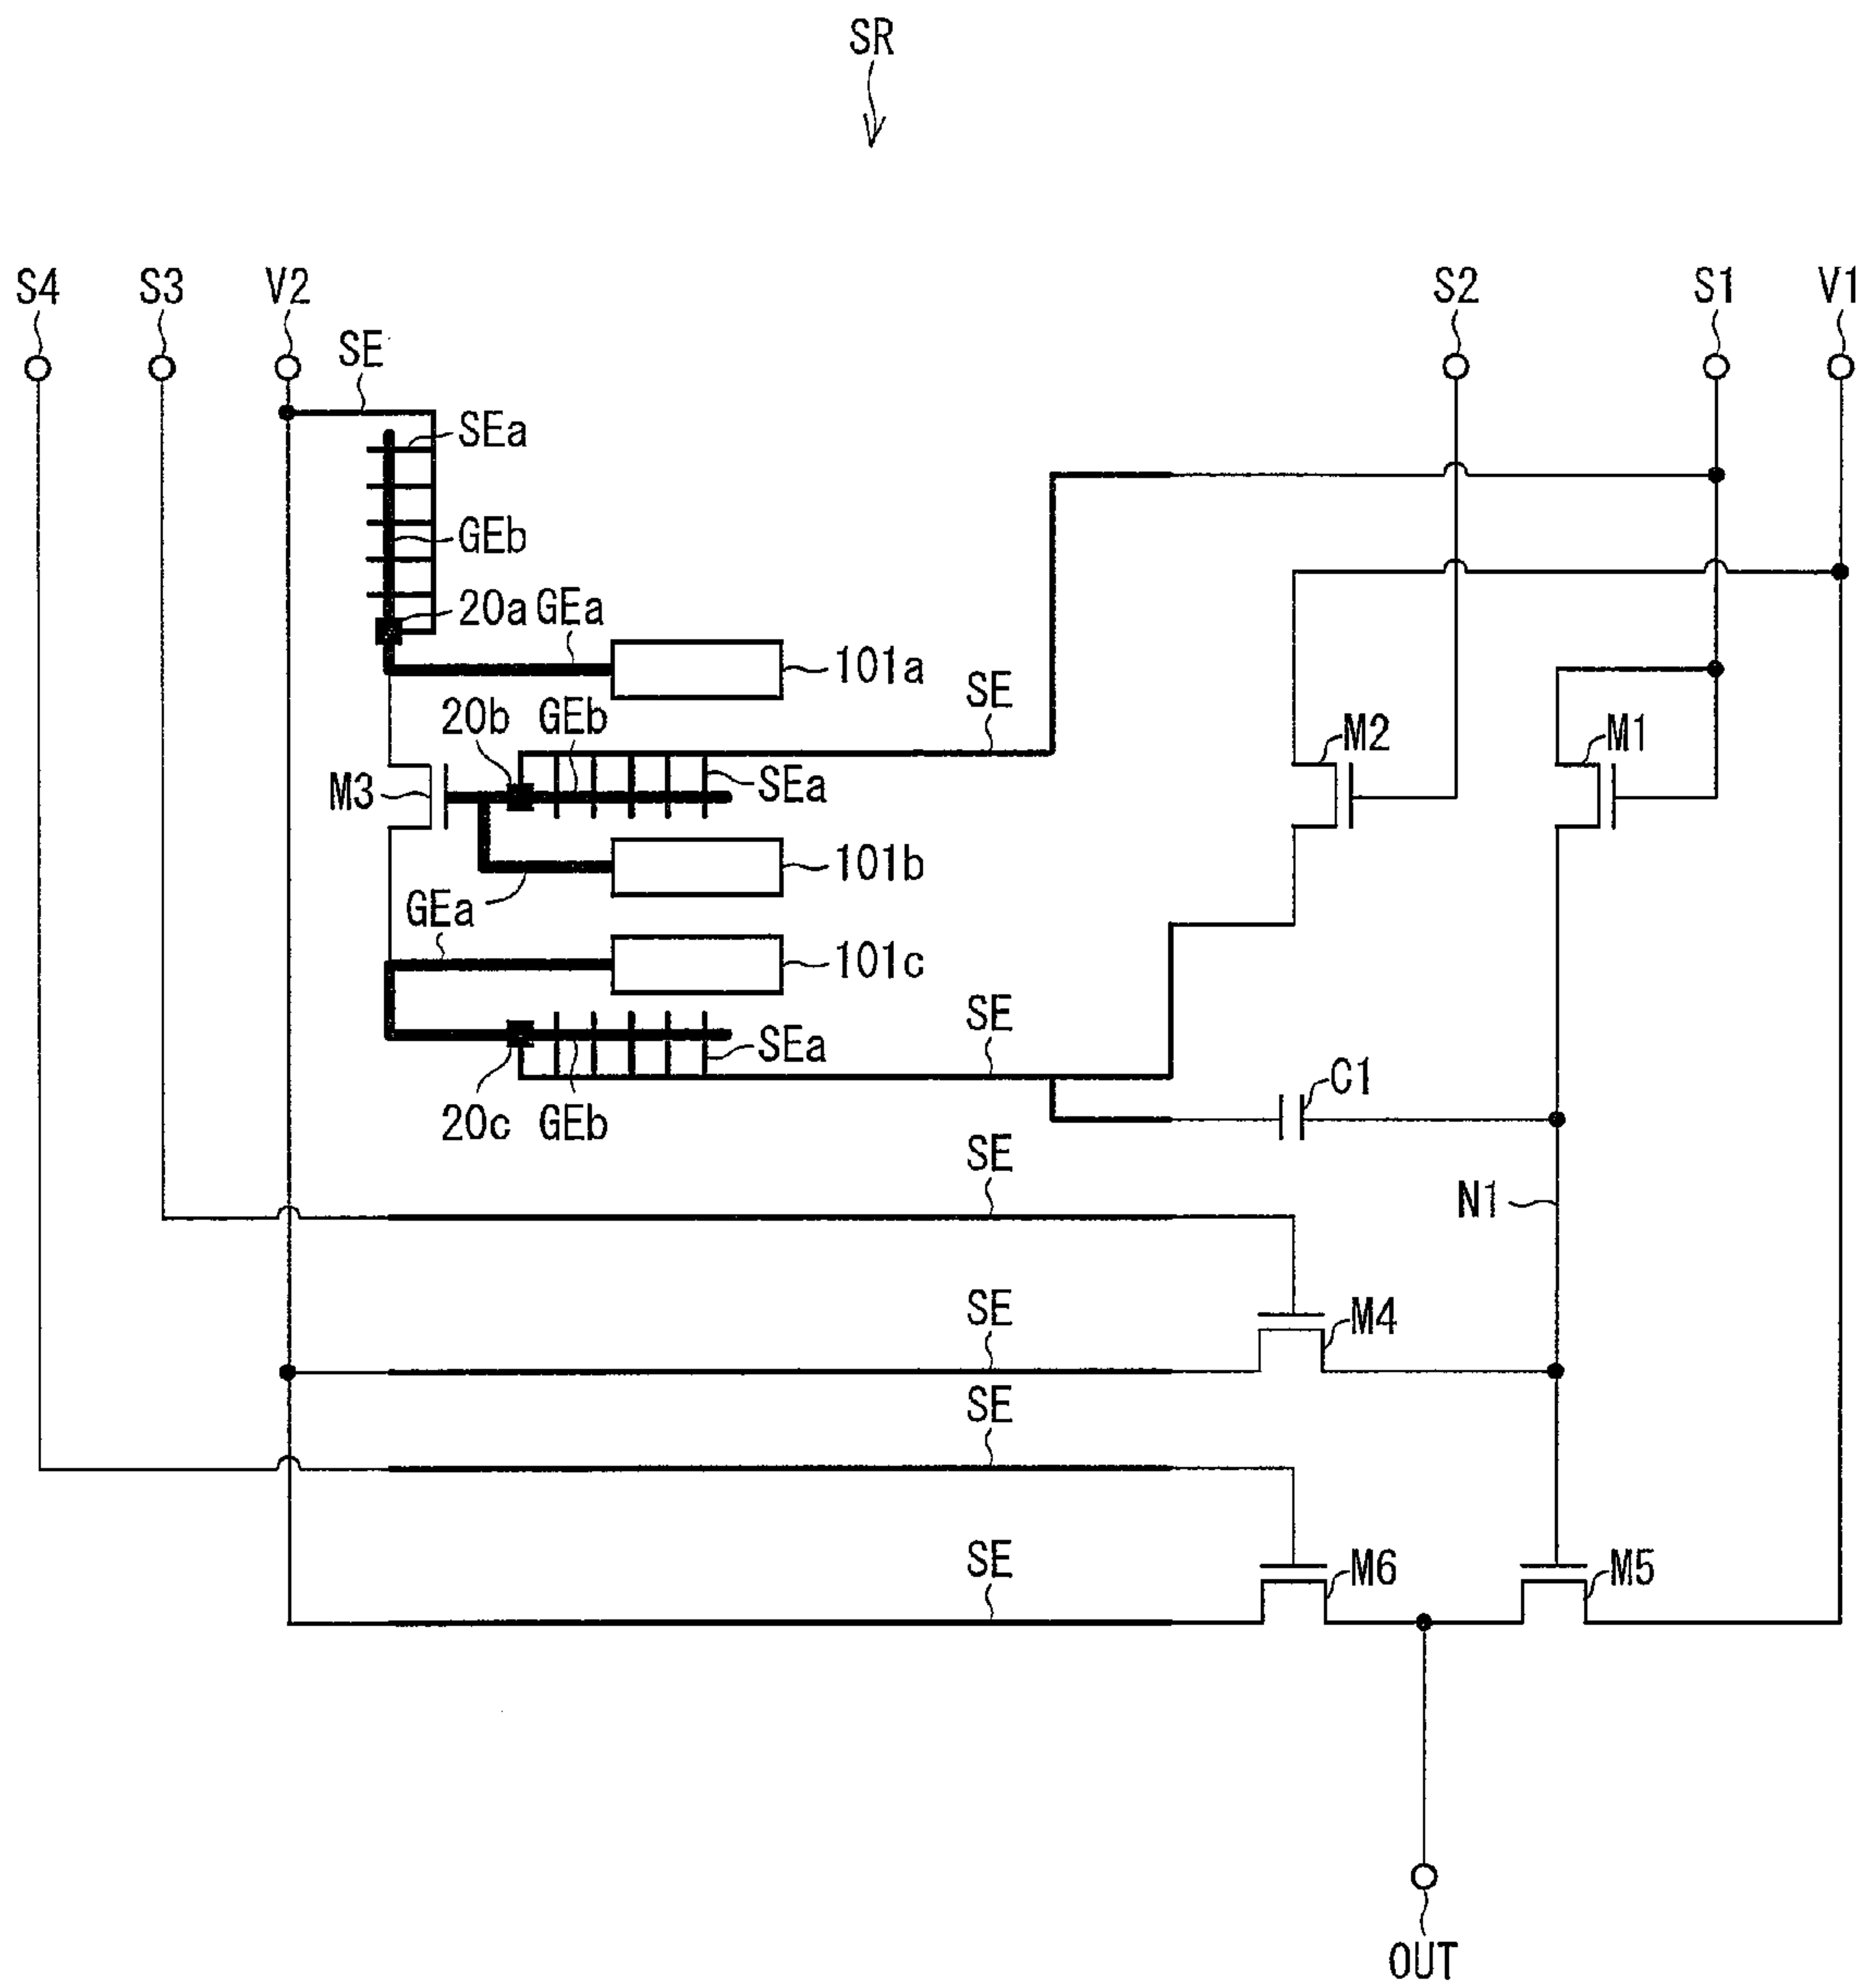 SR
S4 S3 V2 S2 S1 V1
SE
SEa
GEb
20a GEa
101a
20b GEb SE
M2 M1
M3 SEa
101b
GEa
101c
SE
SEa
C1
20c GEb
SE
N1
SE
M4
SE
SE
M6 M5
OUT